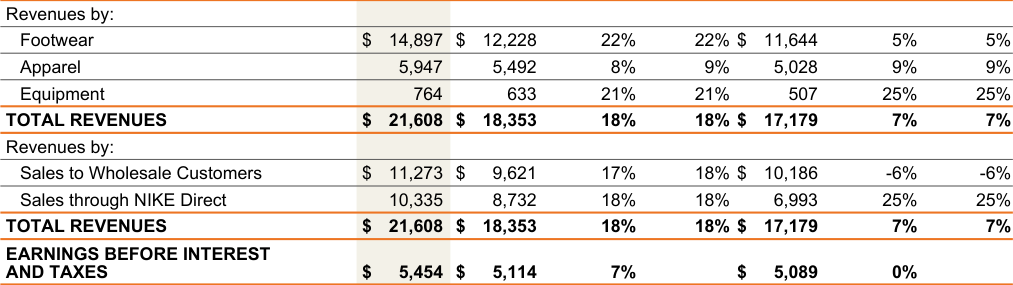 Revenues by:
Footwear $ 14,897 $ 12,228 22% 22% $ 11,644 5% 5%
Apparel 5,947 5,492 8% 9% 5,028 9% 9%
Equipment 764 633 21% 21% 507 25% 25%
TOTAL REVENUES $ 21,608 $ 18,353 18% 18% $ 17,179 7% 7%
Revenues by:
Sales to Wholesale Customers $ 11,273 $ 9,621 17% 18% $ 10,186 -6% -6%
Sales through NIKE Direct 10,335 8,732 18% 18% 6,993 25% 25%
TOTAL REVENUES $ 21,608 $ 18,353 18% 18% $ 17,179 7% 7%
EARNINGS BEFORE INTEREST
AND TAXES $ 5,454 $ 5,114 7% $ 5,089 0%